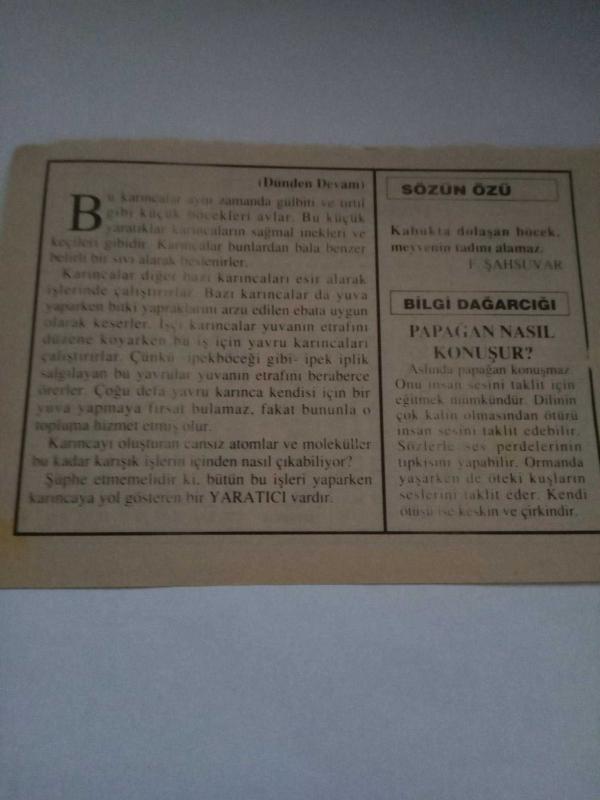 (Dünden Devam)
Bu karıncalar aynı zamanda gülbiti ve tırtıl
gibi küçük böcekleri avlar. Bu küçük
yaratıklar karıncaların sağmal inekleri ve
keçileri gibidir. Karıncalar bunlardan bala benzer
belirli bir sıvı alarak beslenirler.
Karıncalar diğer bazı karıncaları esir alarak
işlerinde çalıştırırlar. Bazı karıncalar da yuva
yaparken bitki yapraklarını arzu edilen ebata uygun
olarak keserler. İşçi karıncalar yuvanın etrafını
düzene koyarken bu iş için yavru karıncaları
çalıştırırlar. Çünkü -ipekböceği gibi- ipek iplik
salgılayan bu yavrular yuvanın etrafını beraberce
örerler. Çoğu defa yavru karınca kendisi için bir
yuva yapmaya fırsat bulamaz, fakat bununla o
topluma hizmet etmiş olur.
Karıncayı oluşturan cansız atomlar ve moleküller
bu kadar karışık işlerin içinden nasıl çıkabiliyor?
Şüphe etmemelidir ki, bütün bu işleri yaparken
karıncaya yol gösteren bir YARATICI vardır.
SÖZÜN ÖZÜ
Kabukta dolaşan böcek,
meyvenin tadını alamaz.
F. ŞAHSUVAR
BİLGİ DAĞARCIĞI
PAPAĞAN NASIL
KONUŞUR?
Aslında papağan konuşmaz.
Onu insan sesini taklit için
eğitmek mümkündür. Dilinin
çok kalın olmasından ötürü
insan sesini taklit edebilir.
Sözlerle ses perdelerinin
tıpkısını yapabilir. Ormanda
yaşarken de öteki kuşların
seslerini taklit eder. Kendi
ötüşü ise keskin ve çirkindir.